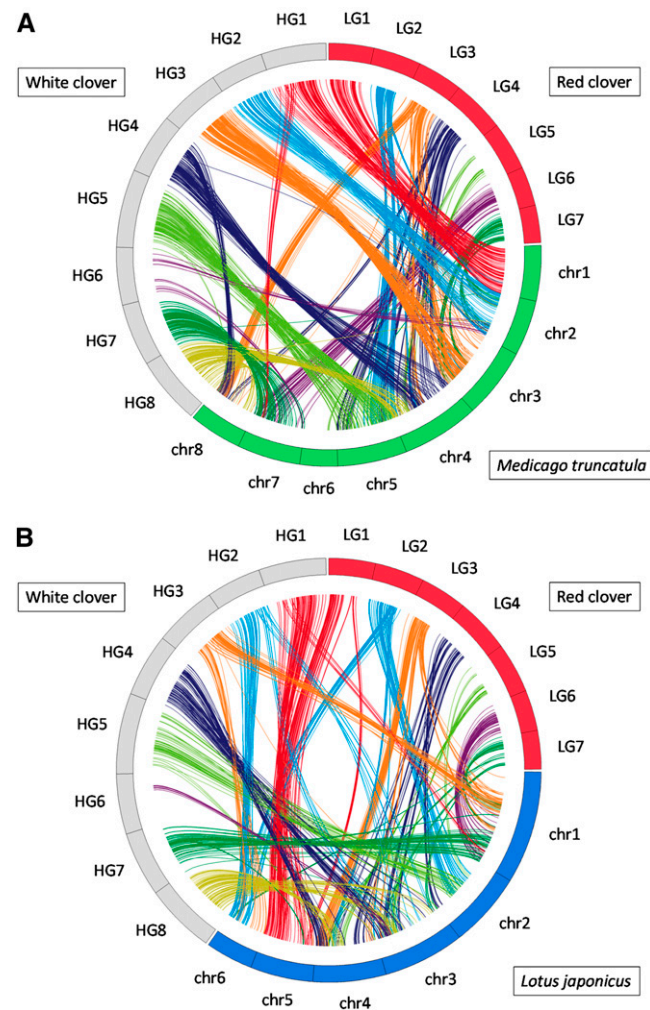 A
HG1
LG1
HG2
LG2
HG3
LG3
White clover
Red clover
LG4
HG4
LG5
HG5
LG6
LG7
HG6
chr1
HG7
chr2
HG8
chr3
chr8
chr4
chr7
chr6
chr5
Medicago truncatula
B
HG1
LG1
HG2
LG2
HG3
LG3
White clover
Red clover
LG4
HG4
LG5
HG5
LG6
LG7
HG6
chr1
HG7
chr2
HG8
chr3
chr6
chr5
chr4
Lotus japonicus